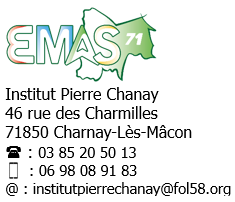 EMAS 71
Institut Pierre Chanay
46 rue des Charmilles
71850 Charnay-Lès-Mâcon
☎ : 03 85 20 50 13
📱 : 06 98 08 91 83
@ : institutpierrechanay@fol58.org